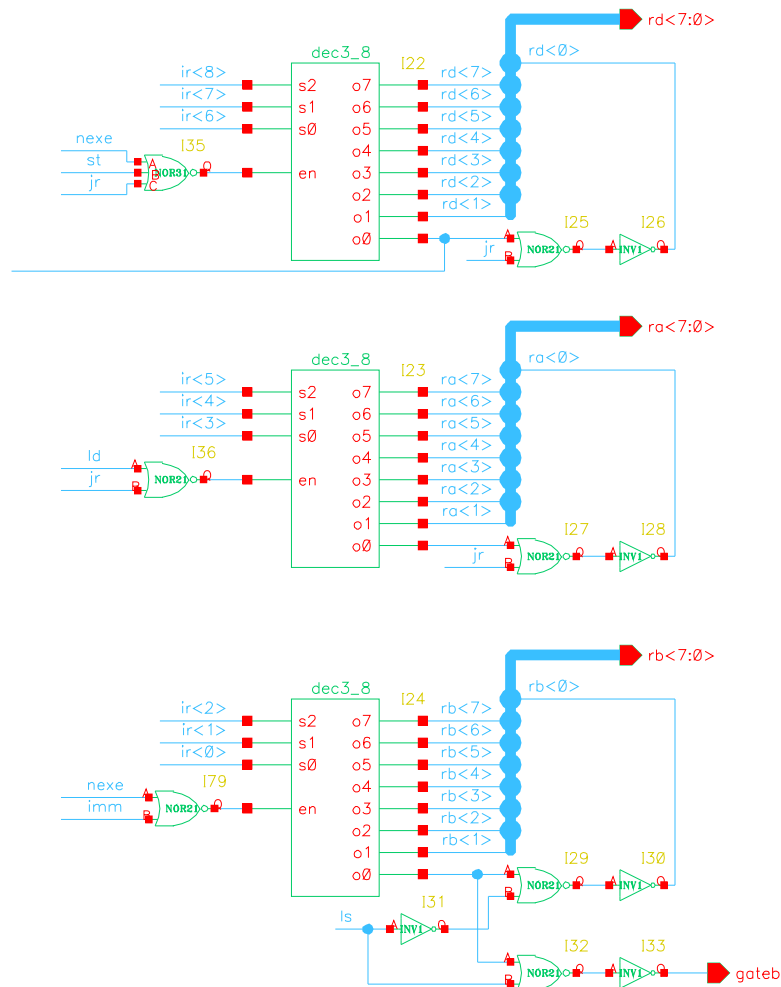 rd<7:0>
dec3_8
I22
rd<0>
ir<8>
s2
o7
rd<7>
ir<7>
s1
o6
rd<6>
ir<6>
s0
o5
rd<5>
nexe
I35
o4
rd<4>
st
A
B
C
NOR31
Q
en
o3
rd<3>
jr
o2
rd<2>
o1
rd<1>
o0
I25
I26
jr
A
B
NOR21
Q
A
INV1
Q
ra<7:0>
dec3_8
I23
ra<0>
ir<5>
s2
o7
ra<7>
ir<4>
s1
o6
ra<6>
ir<3>
s0
o5
ra<5>
ld
I36
o4
ra<4>
jr
A
B
NOR21
Q
en
o3
ra<3>
o2
ra<2>
o1
ra<1>
o0
I27
I28
jr
A
B
NOR21
Q
A
INV1
Q
rb<7:0>
dec3_8
I24
rb<0>
ir<2>
s2
o7
rb<7>
ir<1>
s1
o6
rb<6>
ir<0>
s0
o5
rb<5>
nexe
I79
o4
rb<4>
imm
A
B
NOR21
Q
en
o3
rb<3>
o2
rb<2>
o1
rb<1>
o0
I29
I30
A
B
NOR21
Q
A
INV1
Q
ls
I31
A
INV1
Q
I32
I33
A
B
NOR21
Q
A
INV1
Q
gateb